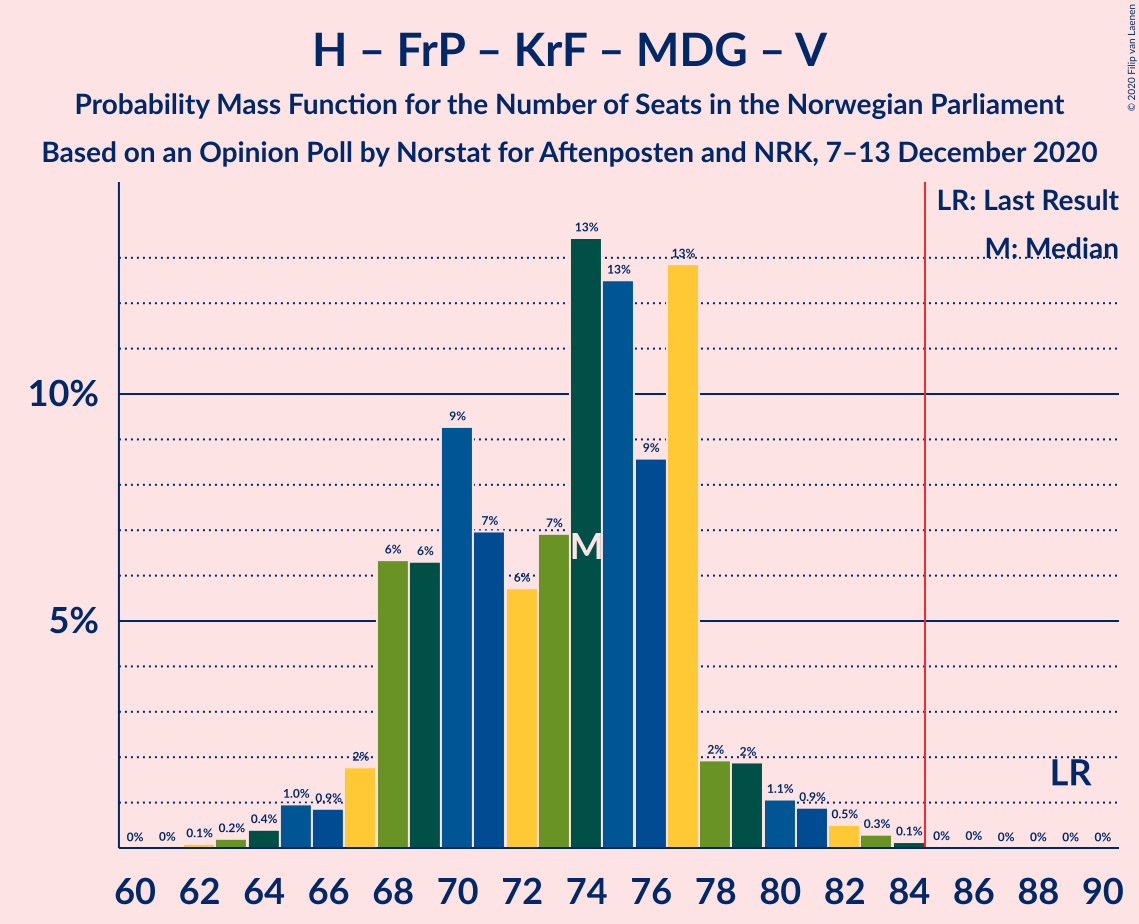 H – FrP – KrF – MDG – V
Probability Mass Function for the Number of Seats in the Norwegian Parliament
Based on an Opinion Poll by Norstat for Aftenposten and NRK, 7–13 December 2020
© 2020 Filip van Laenen
LR: Last Result
M: Median
10%
5%
0% 0% 0.1% 0.2% 0.4% 1.0% 0.9% 2% 6% 6% 9% 7% 6% 7% 13% 13% 9% 13% 2% 2% 1.1% 0.9% 0.5% 0.3% 0.1% 0% 0% 0% 0% 0% 0%
M
LR
60 62 64 66 68 70 72 74 76 78 80 82 84 86 88 90